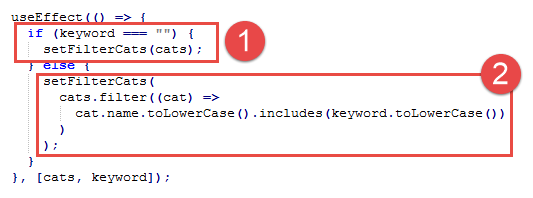 useEffect(() => {
  if (keyword === "") {
    setFilterCats(cats);
  } else {
    setFilterCats(
      cats.filter((cat) =>
        cat.name.toLowerCase().includes(keyword.toLowerCase())
      )
    );
  }
}, [cats, keyword]);
1
2